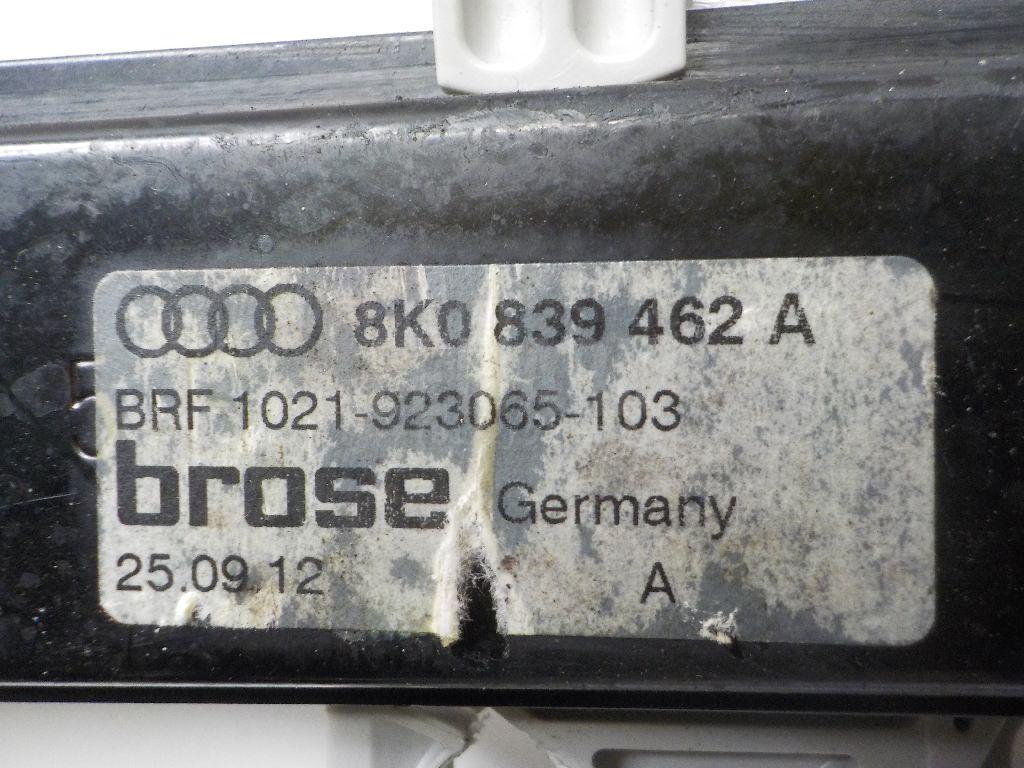 8K0 839 462 A
BRF 1021-923065-103
brose Germany
25.09.12 A